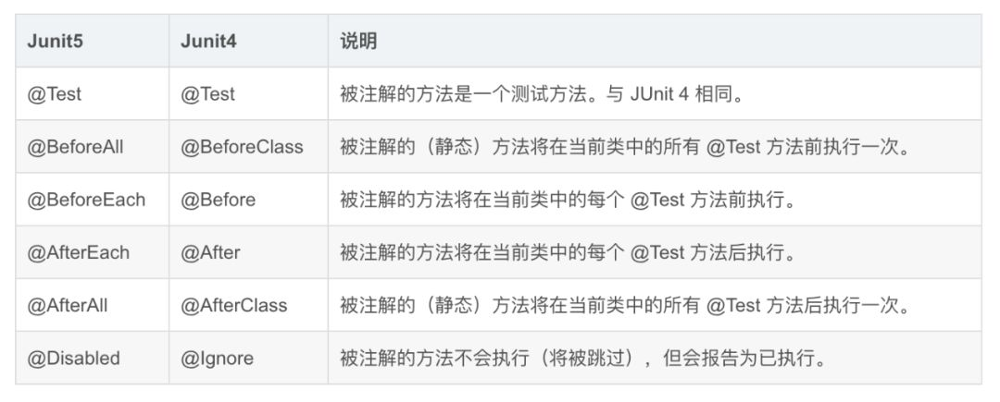 Junit5 Junit4 说明
@Test @Test 被注解的方法是一个测试方法。与 JUnit 4 相同。
@BeforeAll @BeforeClass 被注解的（静态）方法将在当前类中的所有 @Test 方法前执行一次。
@BeforeEach @Before 被注解的方法将在当前类中的每个 @Test 方法前执行。
@AfterEach @After 被注解的方法将在当前类中的每个 @Test 方法后执行。
@AfterAll @AfterClass 被注解的（静态）方法将在当前类中的所有 @Test 方法后执行一次。
@Disabled @Ignore 被注解的方法不会执行（将被跳过），但会报告为已执行。